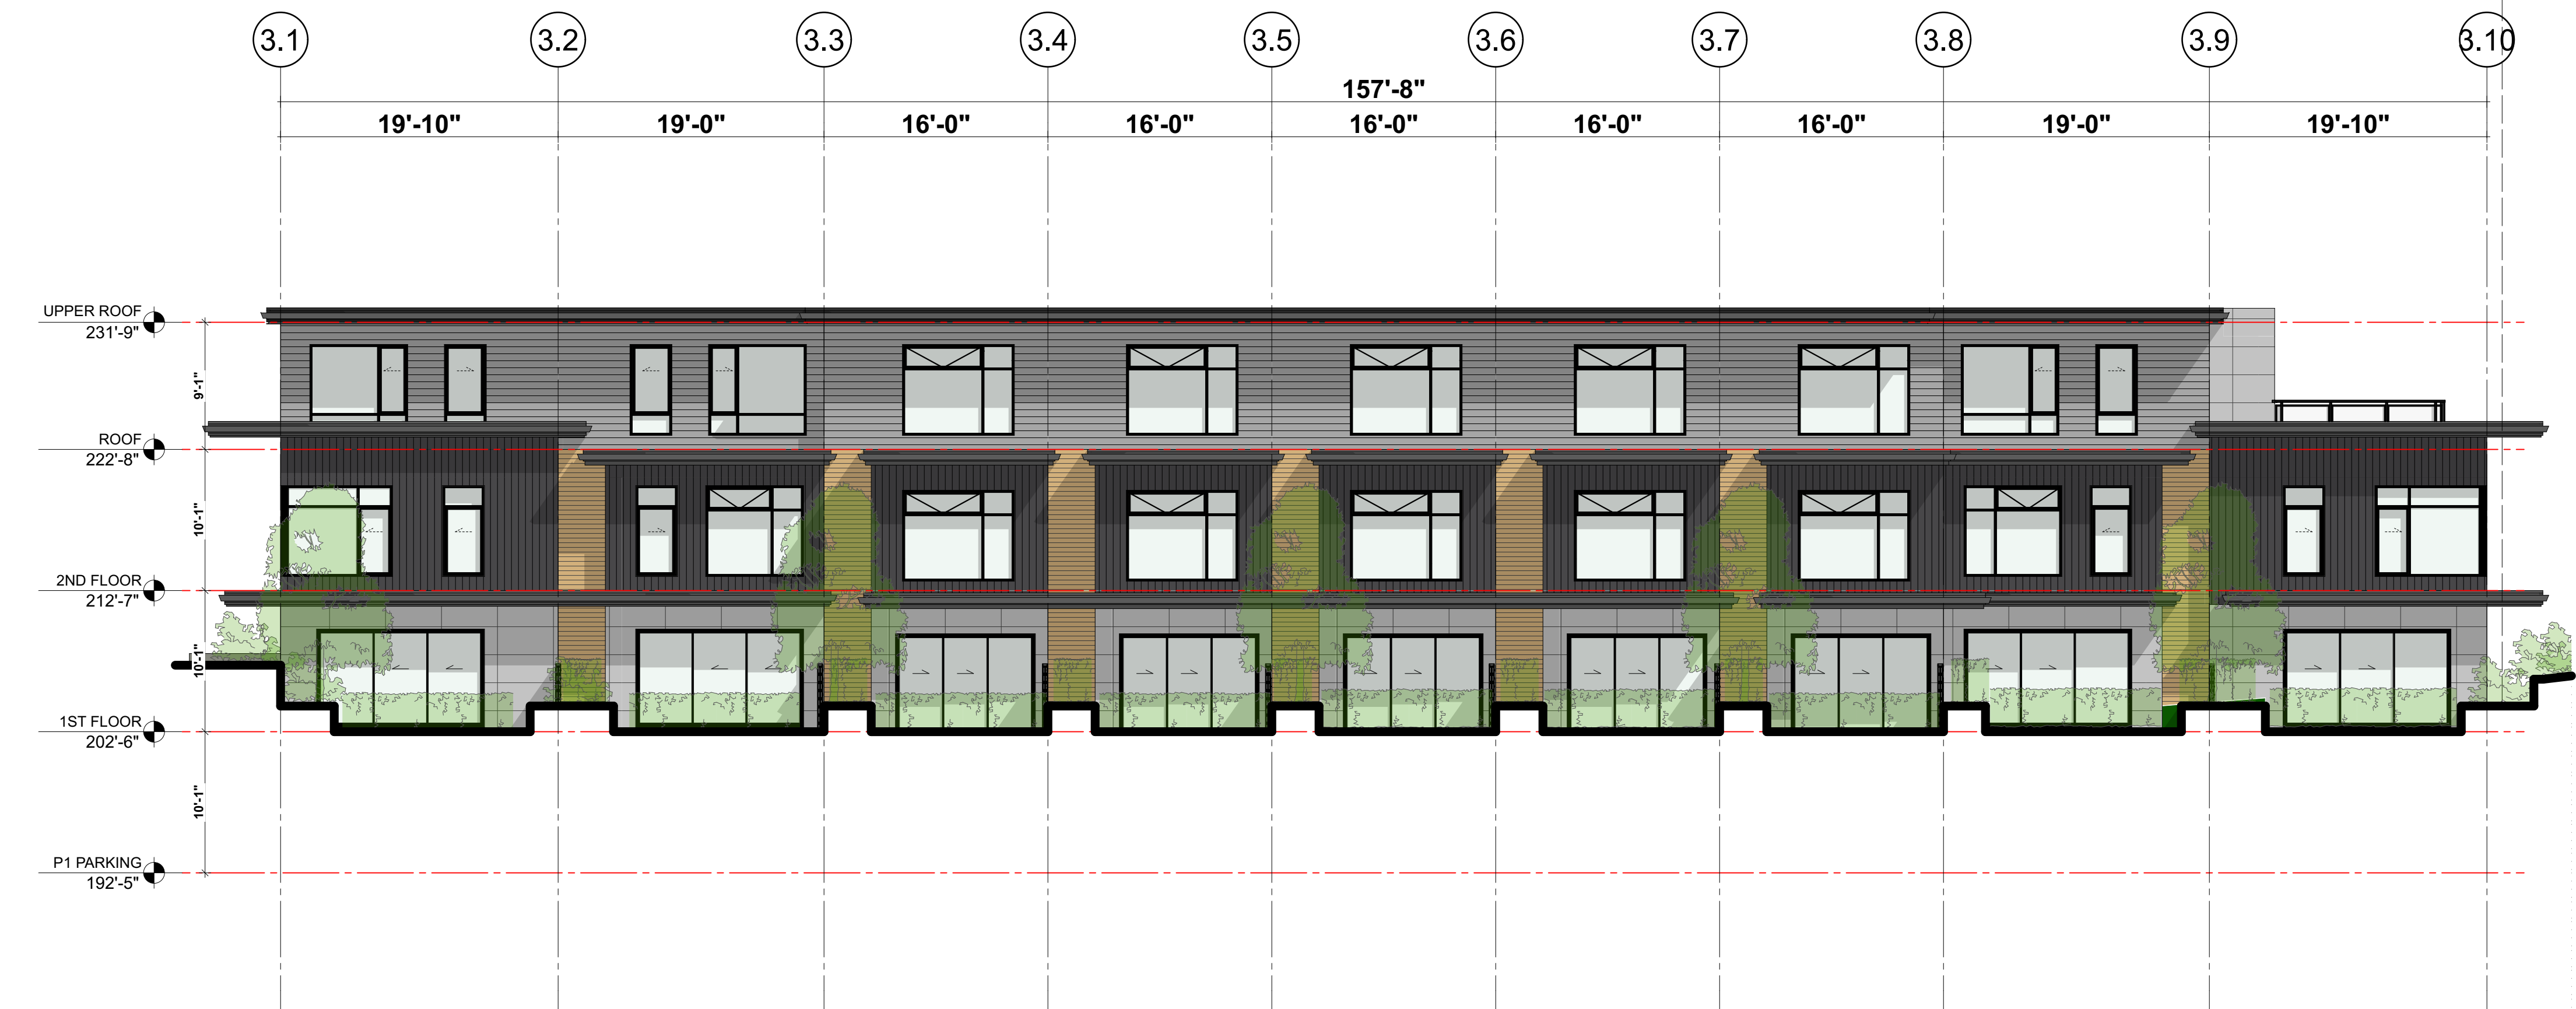 3.1 3.2 3.3 3.4 3.5 3.6 3.7 3.8 3.9 3.10
157'-8"
19'-10" 19'-0" 16'-0" 16'-0" 16'-0" 16'-0" 16'-0" 19'-0" 19'-10"
UPPER ROOF
231'-9"
9'-1"
ROOF
222'-8"
10'-1"
2ND FLOOR
212'-7"
10'-1"
1ST FLOOR
202'-6"
10'-1"
P1 PARKING
192'-5"